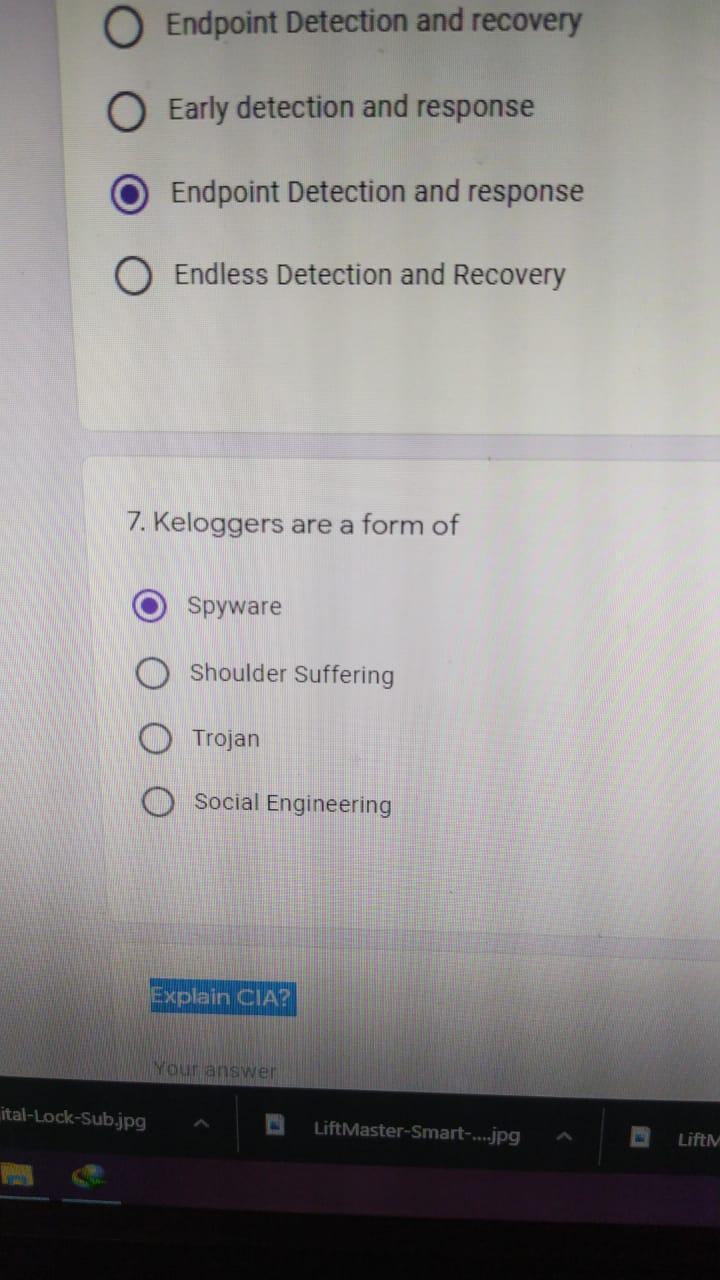 Endpoint Detection and recovery
Early detection and response
Endpoint Detection and response
Endless Detection and Recovery
7. Keloggers are a form of
Spyware
Shoulder Suffering
Trojan
Social Engineering
Explain CIA?
Your answer
ital-Lock-Sub.jpg
LiftMaster-Smart-....jpg
LiftM